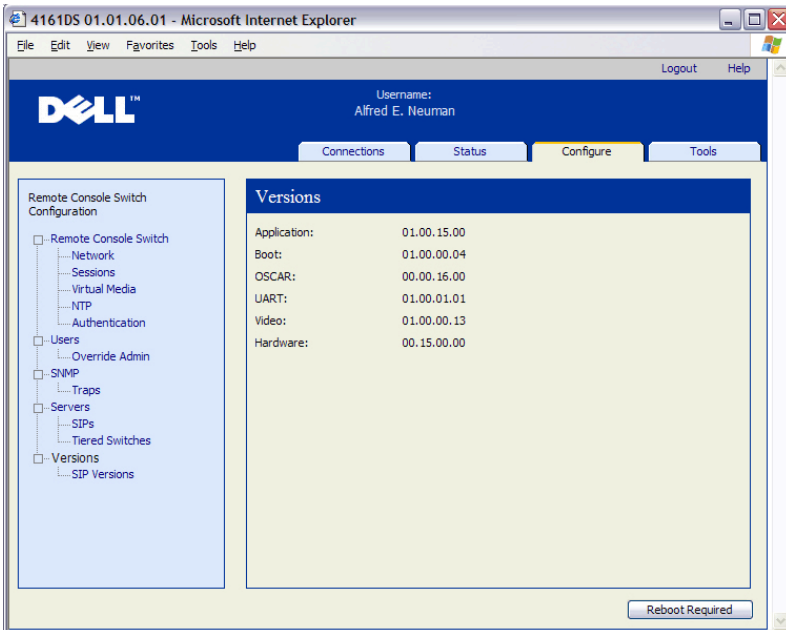 4161DS 01.01.06.01 - Microsoft Internet Explorer
File Edit View Favorites Tools Help
Logout Help
DELL™
Username:
Alfred E. Neuman
Connections Status Configure Tools
Remote Console Switch
Configuration
Remote Console Switch
Network
Sessions
Virtual Media
NTP
Authentication
Users
Override Admin
SNMP
Traps
Servers
SIPs
Tiered Switches
Versions
SIP Versions
Versions
Application: 01.00.15.00
Boot: 01.00.00.04
OSCAR: 00.00.16.00
UART: 01.00.01.01
Video: 01.00.00.13
Hardware: 00.15.00.00
Reboot Required